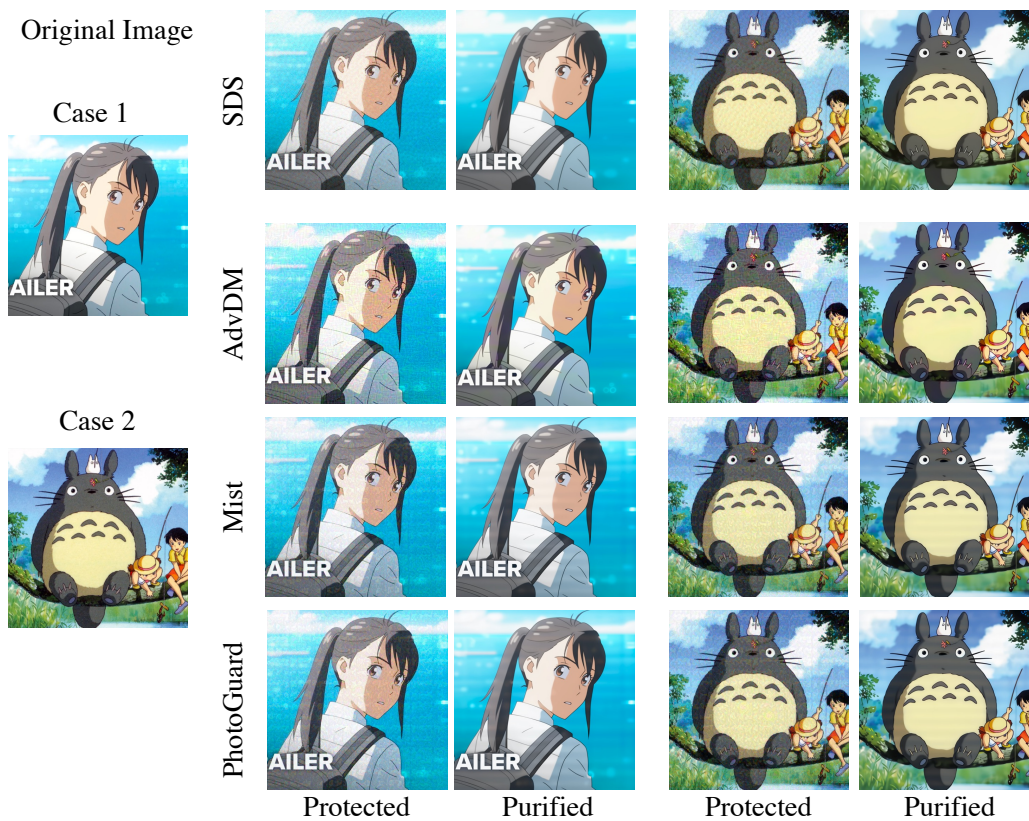 Original Image
Case 1
AILER
Case 2
SDS
AILER
AILER
AdvDM
AILER
AILER
Mist
AILER
AILER
PhotoGuard
AILER
AILER
Protected
Purified
Protected
Purified